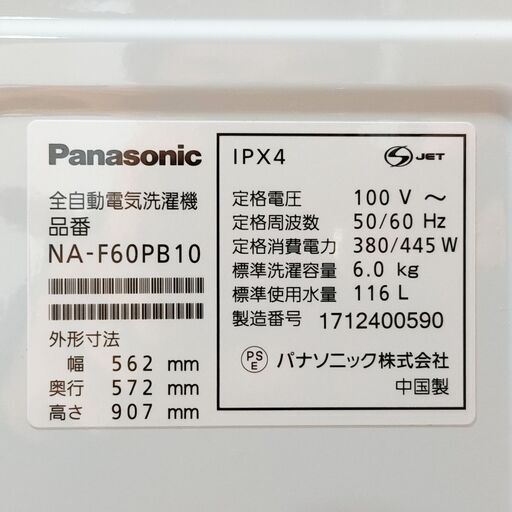 Panasonic
全自動電気洗濯機
品番
NA-F60PB10
外形寸法
幅 562 mm
奥行 572 mm
高さ 907 mm
IPX4
S JET
定格電圧 100 V ～
定格周波数 50/60 Hz
定格消費電力 380/445 W
標準洗濯容量 6.0 kg
標準使用水量 116 L
製造番号 1712400590
PS E パナソニック株式会社
中国製